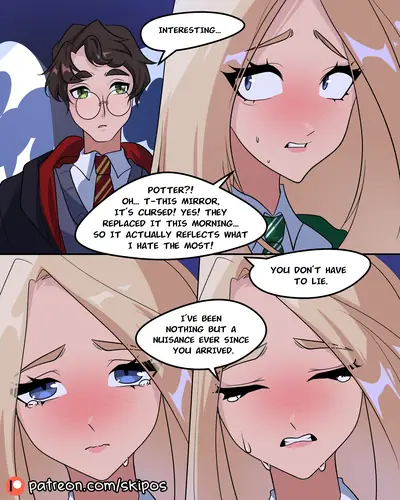 INTERESTING...
POTTER?!
OH... T-THIS MIRROR,
IT'S CURSED! YES! THEY
REPLACED IT THIS MORNING...
SO IT ACTUALLY REFLECTS WHAT
I HATE THE MOST!
YOU DON'T HAVE
TO LIE.
I'VE BEEN
NOTHING BUT A
NUISANCE EVER SINCE
YOU ARRIVED.
patreon.com/skipos